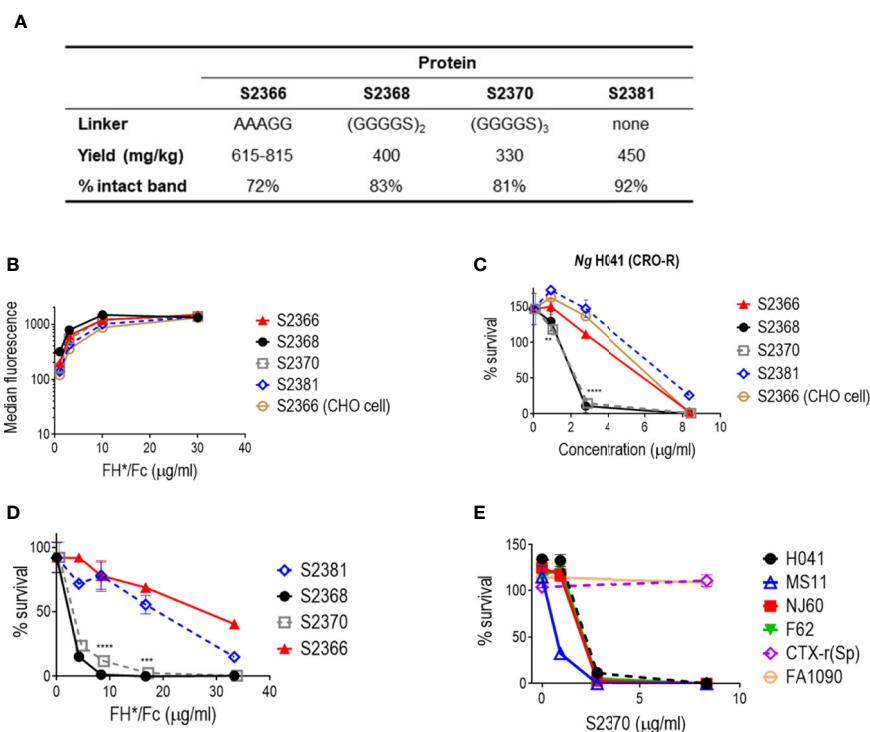 A
Protein
S2366 S2368 S2370 S2381
Linker AAAGG (GGGGS)2 (GGGGS)3 none
Yield (mg/kg) 615-815 400 330 450
% intact band 72% 83% 81% 92%
B
Median fluorescence
1000
100
10
0 10 20 30 40
FH*/Fc (µg/ml)
S2366
S2368
S2370
S2381
S2366 (CHO cell)
C
Ng H041 (CRO-R)
% survival
150
100
50
0
0 2 4 6 8 10
Concentration (µg/ml)
**
****
S2366
S2368
S2370
S2381
S2366 (CHO cell)
D
% survival
100
50
0
0 10 20 30 40
FH*/Fc (µg/ml)
****
***
S2381
S2368
S2370
S2366
E
% survival
150
100
50
0
0 5 10
S2370 (µg/ml)
H041
MS11
NJ60
F62
CTX-r(Sp)
FA1090